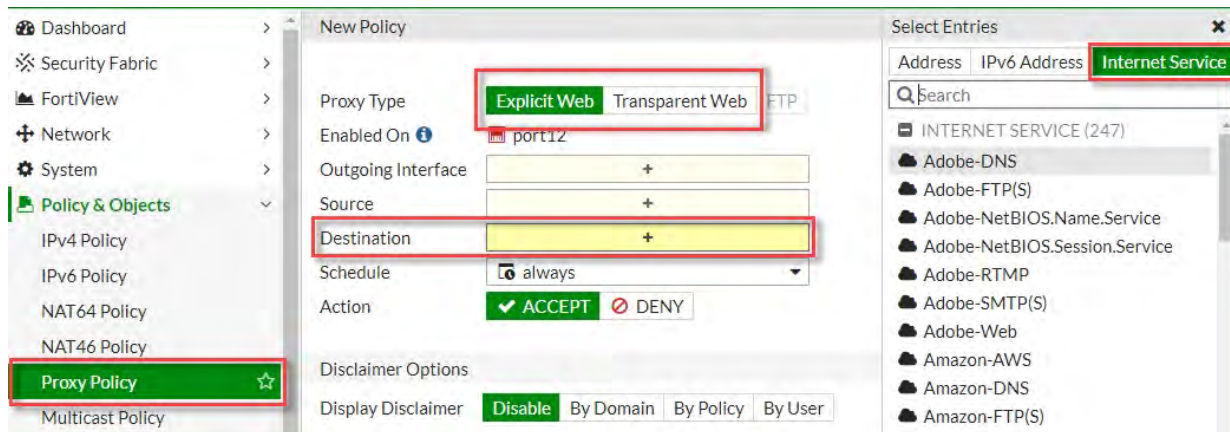 Dashboard
Security Fabric
FortiView
Network
System
Policy & Objects
IPv4 Policy
IPv6 Policy
NAT64 Policy
NAT46 Policy
Proxy Policy
Multicast Policy
New Policy
Proxy Type Explicit Web Transparent Web FTP
Enabled On port12
Outgoing Interface +
Source +
Destination +
Schedule always
Action ACCEPT DENY
Disclaimer Options
Display Disclaimer Disable By Domain By Policy By User
Select Entries
Address IPv6 Address Internet Service
Search
INTERNET SERVICE (247)
Adobe-DNS
Adobe-FTP(S)
Adobe-NetBIOS.Name.Service
Adobe-NetBIOS.Session.Service
Adobe-RTMP
Adobe-SMTP(S)
Adobe-Web
Amazon-AWS
Amazon-DNS
Amazon-FTP(S)